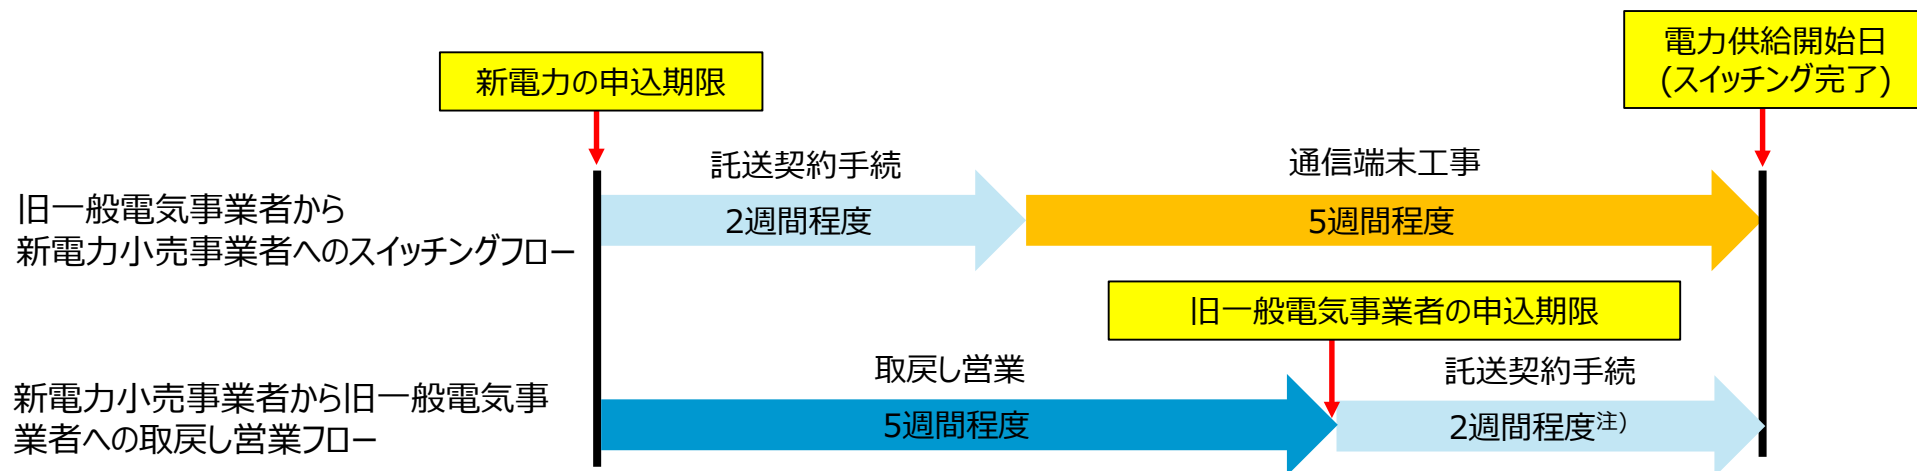 電力供給開始日
(スイッチング完了)
新電力の申込期限
託送契約手続
通信端末工事
旧一般電気事業者から
新電力小売事業者へのスイッチングフロー
2週間程度
5週間程度
旧一般電気事業者の申込期限
取戻し営業
託送契約手続
新電力小売事業者から旧一般電気事
業者への取戻し営業フロー
5週間程度
2週間程度注)